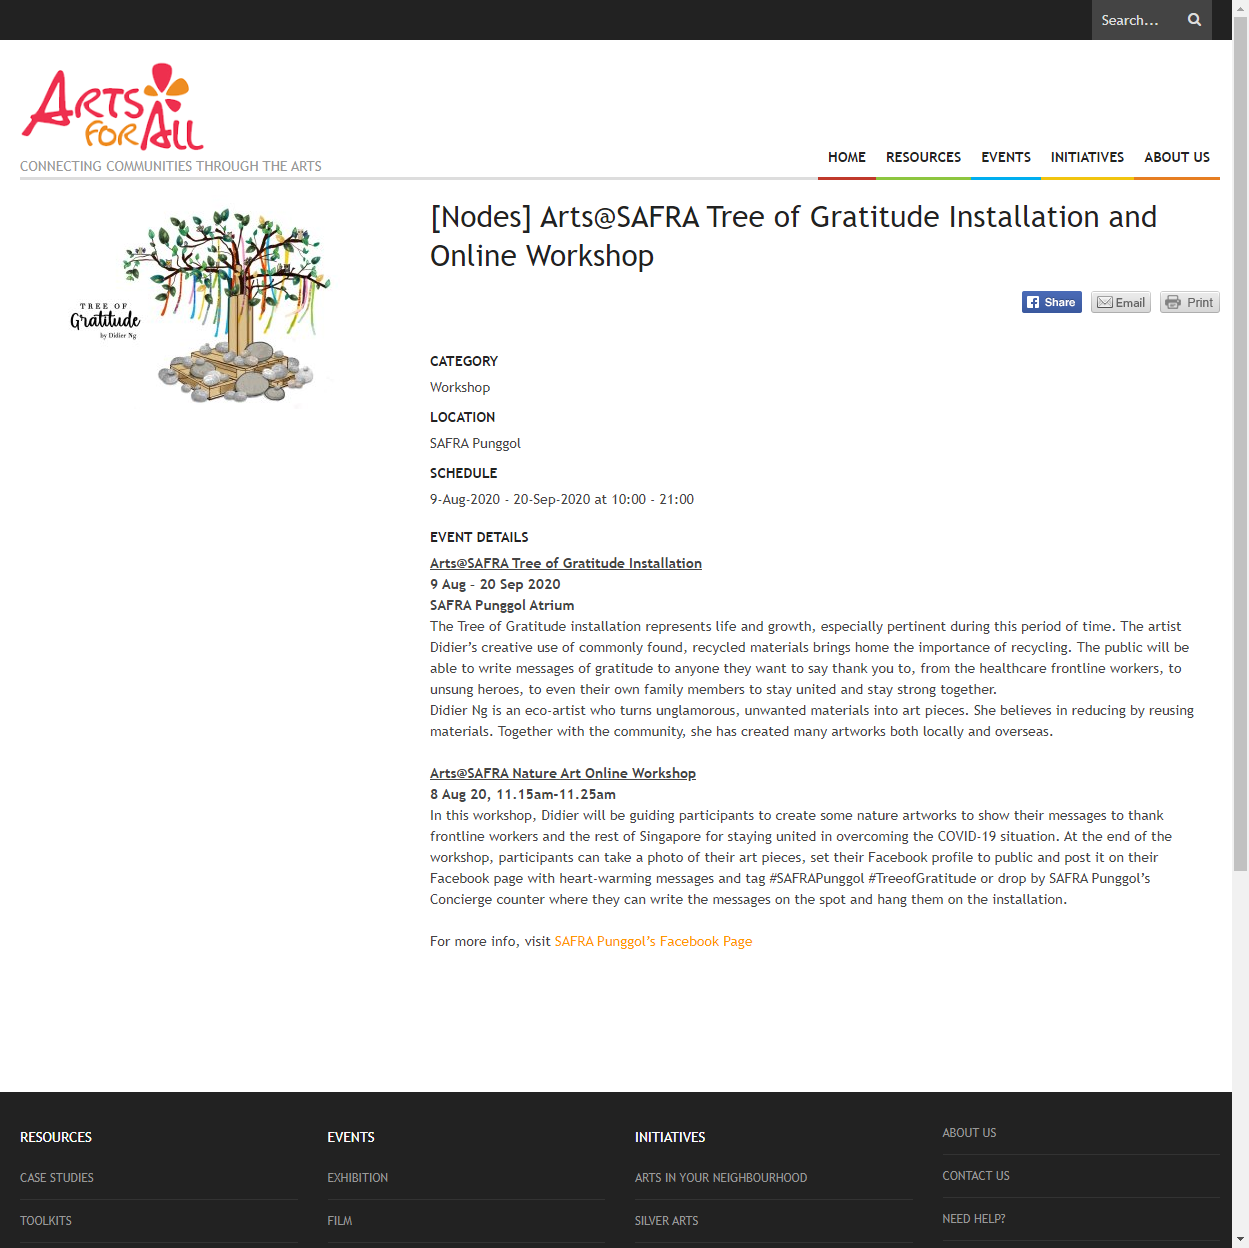 Search...
ARTS
FOR ALL
CONNECTING COMMUNITIES THROUGH THE ARTS
HOME RESOURCES EVENTS INITIATIVES ABOUT US
TREE OF
Gratitude
by Didier Ng
[Nodes] Arts@SAFRA Tree of Gratitude Installation and
Online Workshop
Share Email Print
CATEGORY
Workshop
LOCATION
SAFRA Punggol
SCHEDULE
9-Aug-2020 - 20-Sep-2020 at 10:00 - 21:00
EVENT DETAILS
Arts@SAFRA Tree of Gratitude Installation
9 Aug – 20 Sep 2020
SAFRA Punggol Atrium
The Tree of Gratitude installation represents life and growth, especially pertinent during this period of time. The artist
Didier’s creative use of commonly found, recycled materials brings home the importance of recycling. The public will be
able to write messages of gratitude to anyone they want to say thank you to, from the healthcare frontline workers, to
unsung heroes, to even their own family members to stay united and stay strong together.
Didier Ng is an eco-artist who turns unglamorous, unwanted materials into art pieces. She believes in reducing by reusing
materials. Together with the community, she has created many artworks both locally and overseas.
Arts@SAFRA Nature Art Online Workshop
8 Aug 20, 11.15am-11.25am
In this workshop, Didier will be guiding participants to create some nature artworks to show their messages to thank
frontline workers and the rest of Singapore for staying united in overcoming the COVID-19 situation. At the end of the
workshop, participants can take a photo of their art pieces, set their Facebook profile to public and post it on their
Facebook page with heart-warming messages and tag #SAFRAPunggol #TreeofGratitude or drop by SAFRA Punggol’s
Concierge counter where they can write the messages on the spot and hang them on the installation.
For more info, visit SAFRA Punggol’s Facebook Page
RESOURCES
CASE STUDIES
TOOLKITS
EVENTS
EXHIBITION
FILM
INITIATIVES
ARTS IN YOUR NEIGHBOURHOOD
SILVER ARTS
ABOUT US
CONTACT US
NEED HELP?